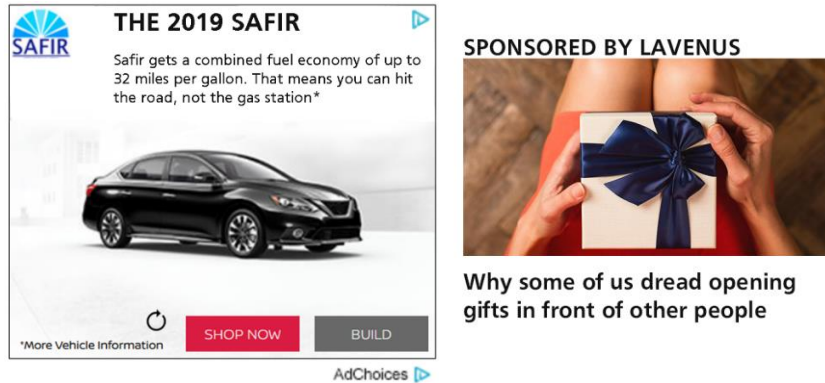 THE 2019 SAFIR
SAFIR
Safir gets a combined fuel economy of up to
32 miles per gallon. That means you can hit
the road, not the gas station*
*More Vehicle Information
SHOP NOW
BUILD
AdChoices
SPONSORED BY LAVENUS
Why some of us dread opening
gifts in front of other people